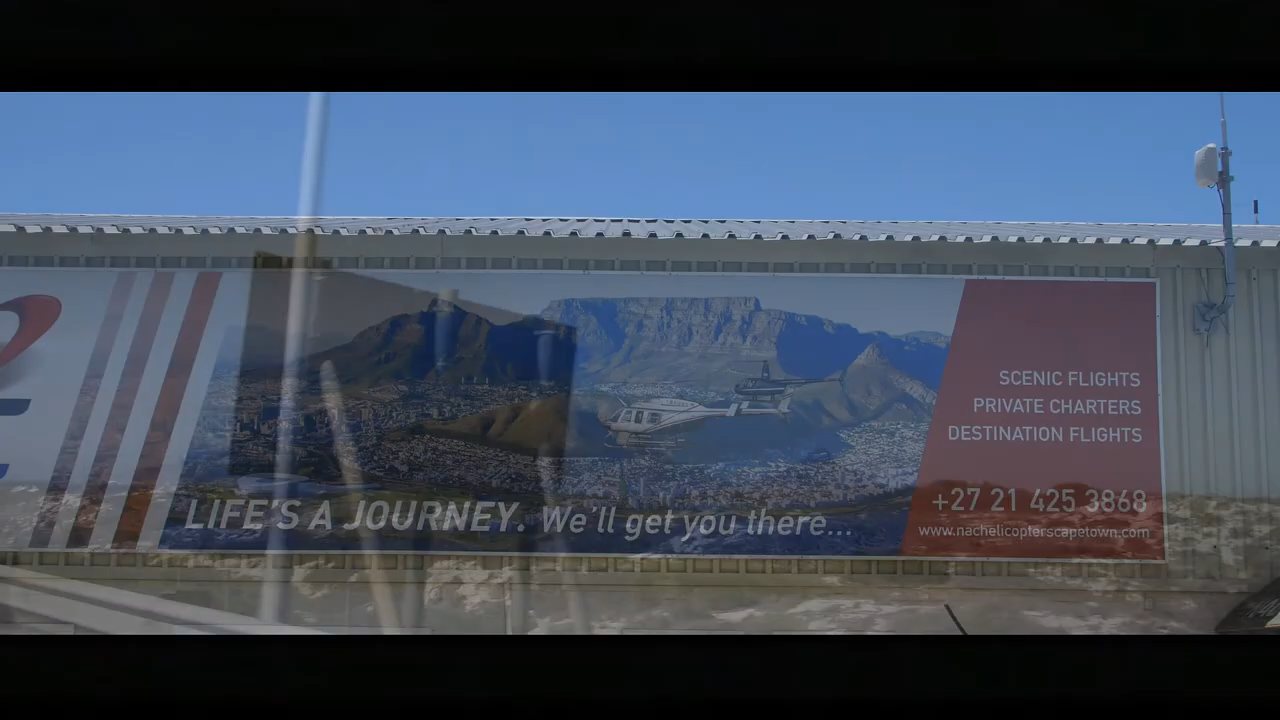 SCENIC FLIGHTS
PRIVATE CHARTERS
DESTINATION FLIGHTS
+27 21 425 3868
www.nachelicopterscapetown.com
LIFE'S A JOURNEY. We'll get you there...